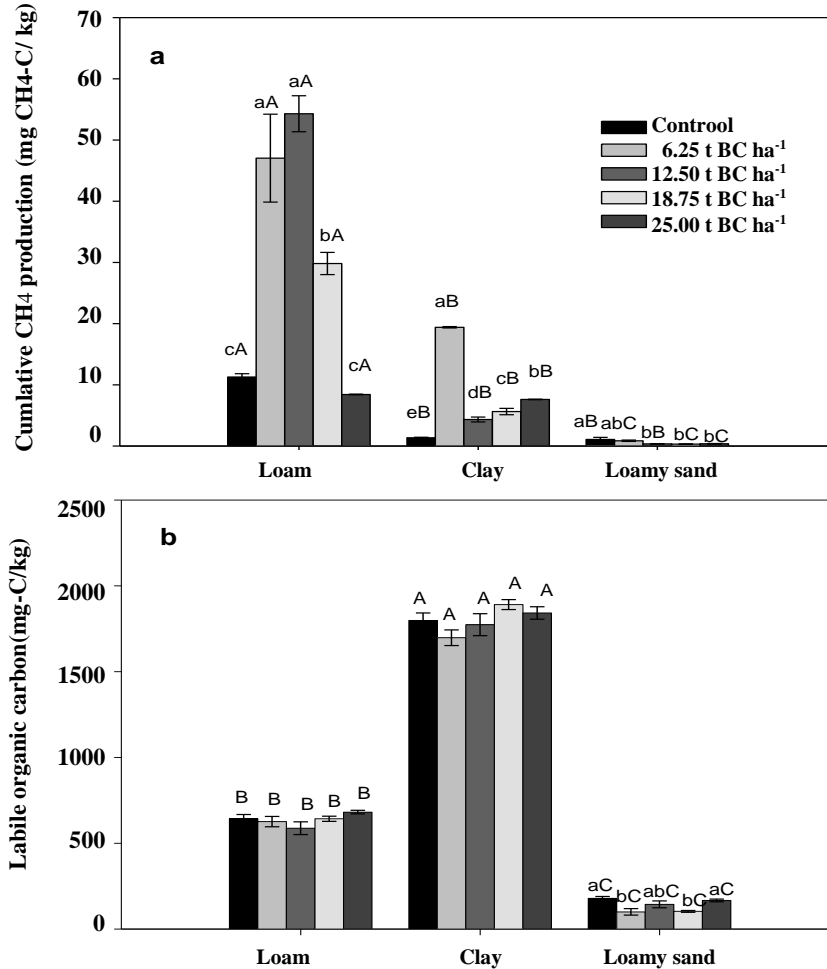 Cumlative CH4 production (mg CH4-C/ kg)
70
60
50
40
30
20
10
0
a
aA
aA
bA
cA
cA
aB
eB
dB
cB
bB
aB
abC
bB
bC
bC
Controol
6.25 t BC ha⁻¹
12.50 t BC ha⁻¹
18.75 t BC ha⁻¹
25.00 t BC ha⁻¹
Loam
Clay
Loamy sand
Labile organic carbon(mg-C/kg)
2500
2000
1500
1000
500
0
b
B
B
B
B
B
A
A
A
A
A
aC
bC
abC
bC
aC
Loam
Clay
Loamy sand